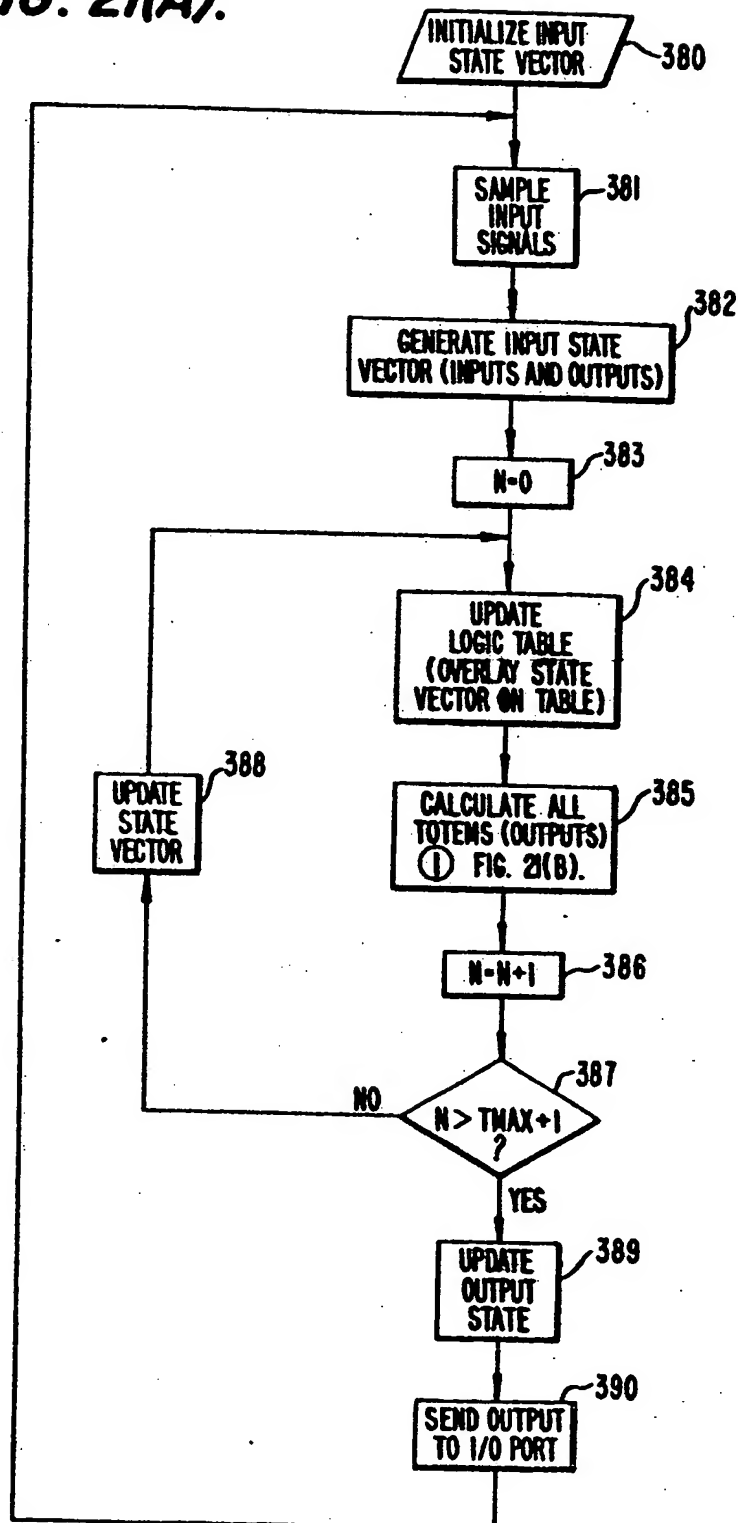 FIG. 21(A).
INITIALIZE INPUT
STATE VECTOR
380
SAMPLE
INPUT
SIGNALS
381
382
GENERATE INPUT STATE
VECTOR (INPUTS AND OUTPUTS)
383
N=0
384
UPDATE
LOGIC TABLE
(OVERLAY STATE
VECTOR ON TABLE)
388
UPDATE
STATE
VECTOR
385
CALCULATE ALL
TOTEMS (OUTPUTS)
1 FIG. 21(B).
N=N+1
386
387
NO
N > TMAX+1
?
YES
389
UPDATE
OUTPUT
STATE
390
SEND OUTPUT
TO I/O PORT